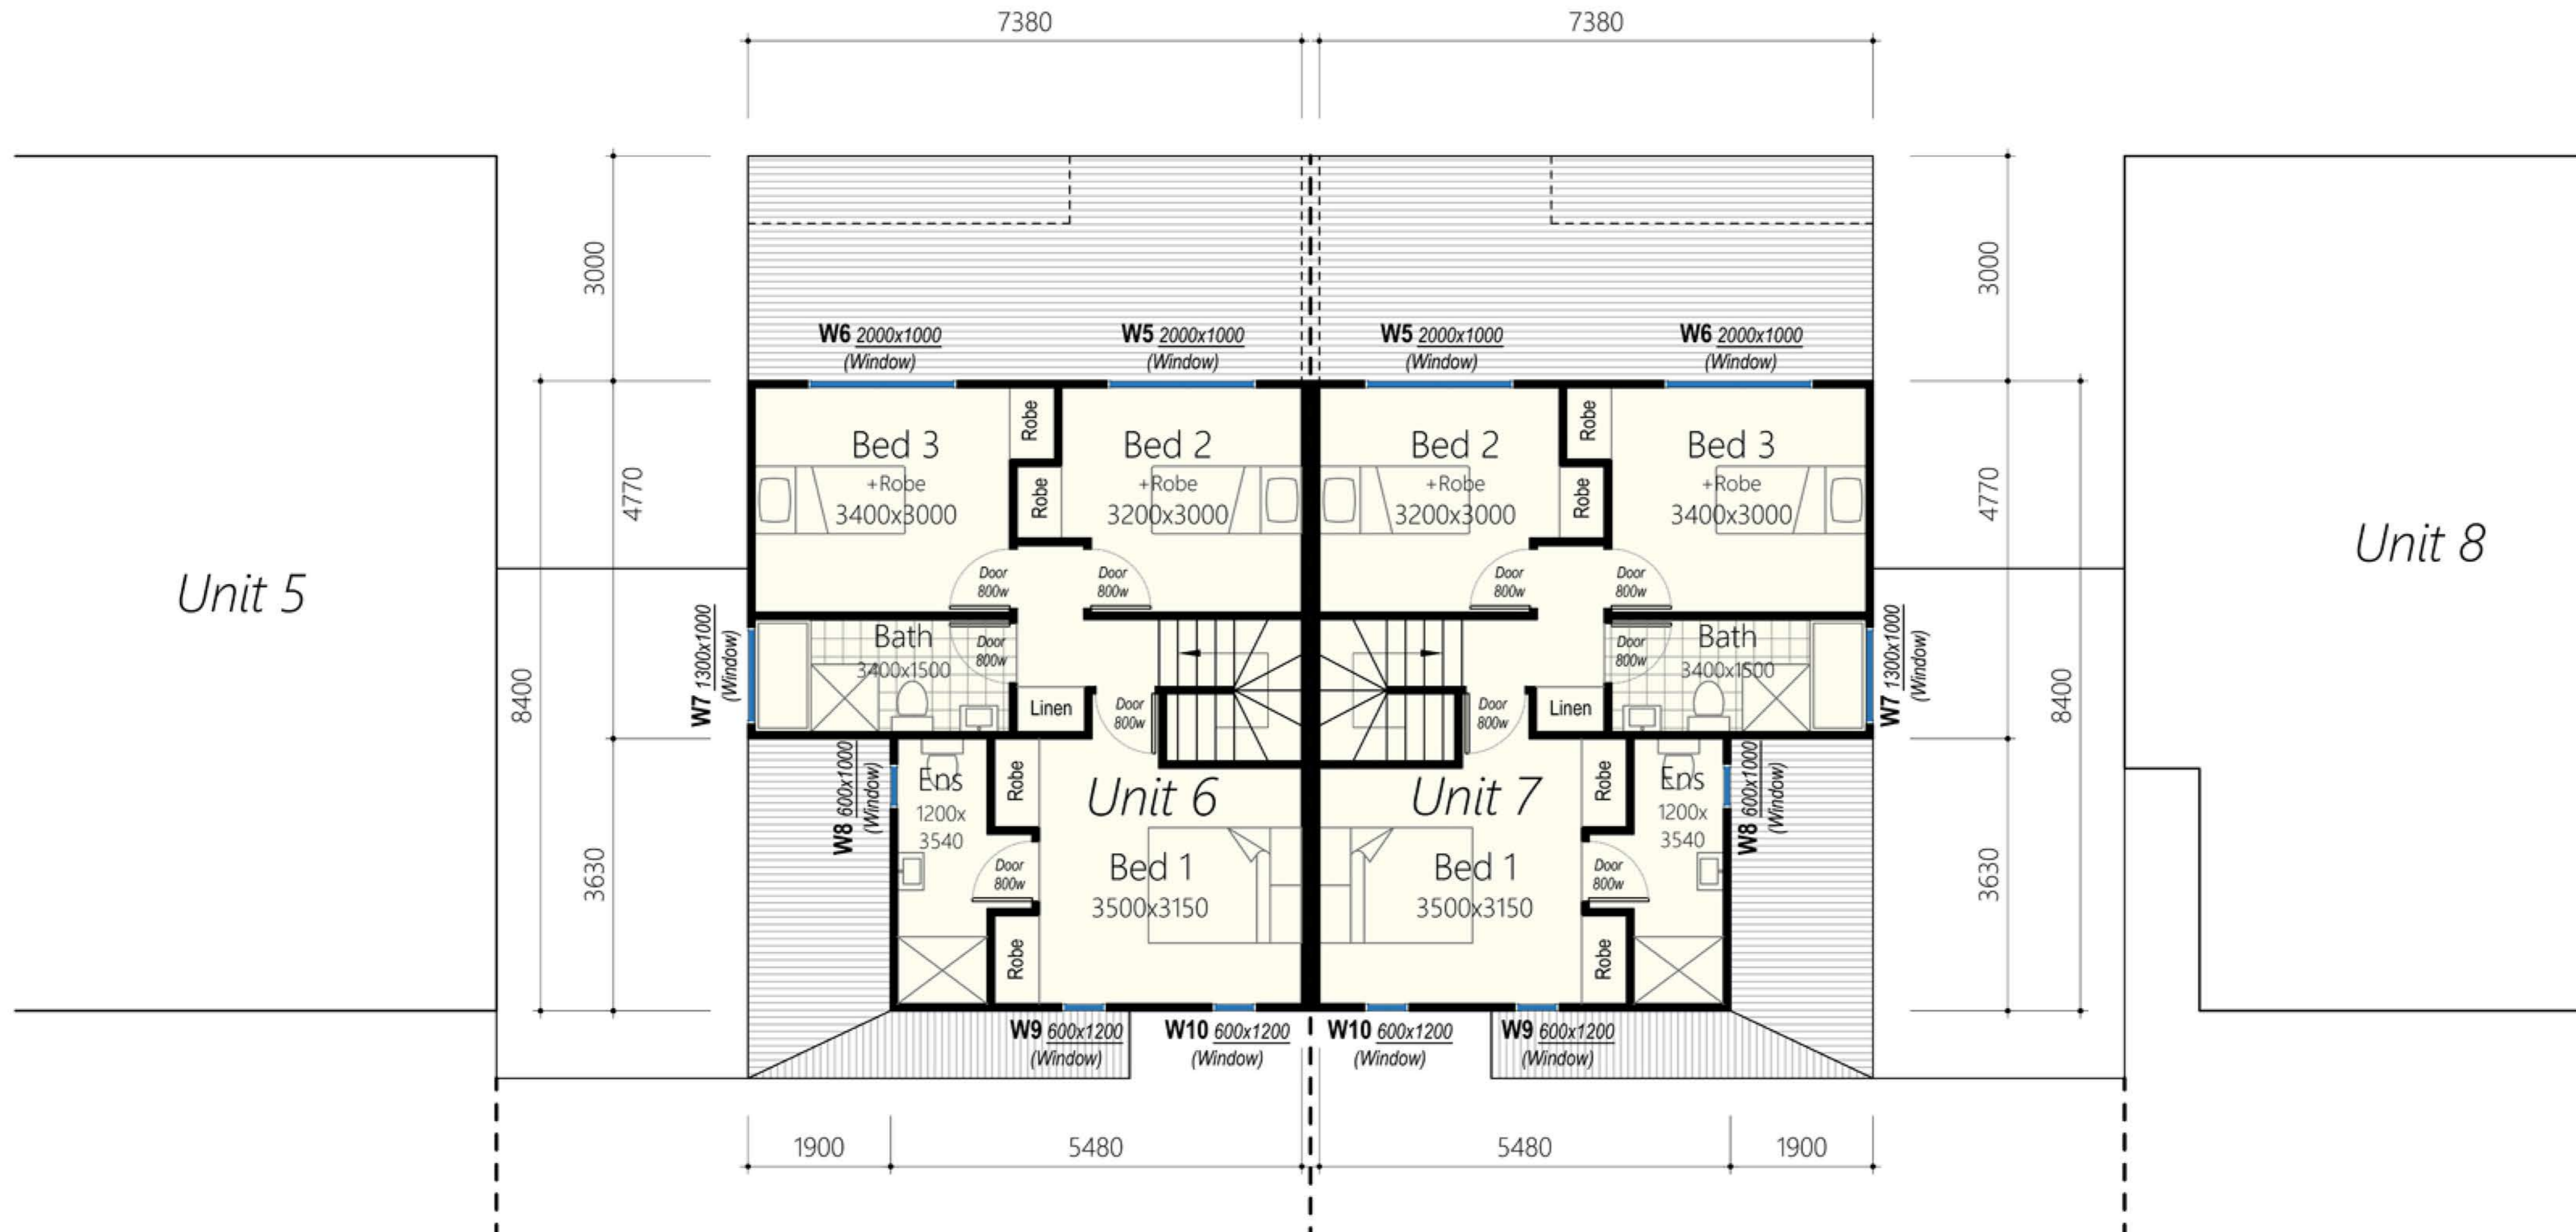 7380
7380
3000
3000
W6 2000x1000
(Window)
W5 2000x1000
(Window)
W5 2000x1000
(Window)
W6 2000x1000
(Window)
Robe
Robe
Bed 3
+Robe
3400x3000
Robe
Bed 2
+Robe
3200x3000
Bed 2
+Robe
3200x3000
Robe
Bed 3
+Robe
3400x3000
4770
4770
Unit 5
Unit 8
Door
800w
Door
800w
Door
800w
Door
800w
W7 1300x1000
(Window)
Bath
3400x1500
Door
800w
Door
800w
Bath
3400x1500
W7 1300x1000
(Window)
8400
8400
Linen
Door
800w
Door
800w
Linen
W8 600x1000
(Window)
Ens
1200x
3540
Robe
Unit 6
Unit 7
Robe
Ens
1200x
3540
W8 600x1000
(Window)
3630
3630
Door
800w
Bed 1
3500x3150
Bed 1
3500x3150
Door
800w
Robe
Robe
W9 600x1200
(Window)
W10 600x1200
(Window)
W10 600x1200
(Window)
W9 600x1200
(Window)
1900
5480
5480
1900